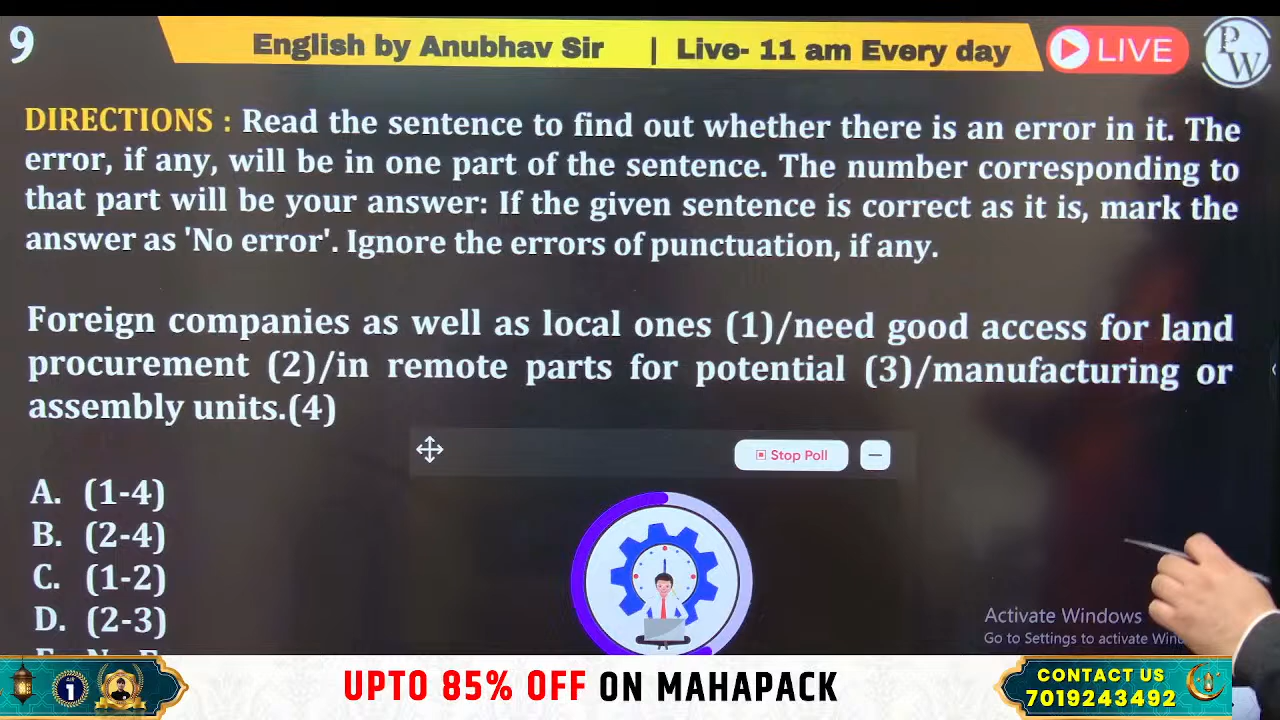 9
English by Anubhav Sir | Live- 11 am Every day
LIVE
PW
DIRECTIONS : Read the sentence to find out whether there is an error in it. The
error, if any, will be in one part of the sentence. The number corresponding to
that part will be your answer: If the given sentence is correct as it is, mark the
answer as 'No error'. Ignore the errors of punctuation, if any.
Foreign companies as well as local ones (1)/need good access for land
procurement (2)/in remote parts for potential (3)/manufacturing or
assembly units.(4)
Stop Poll
A. (1-4)
B. (2-4)
C. (1-2)
D. (2-3)
Activate Windows
Go to Settings to activate
UPTO 85% OFF ON MAHAPACK
1
CONTACT US
7019243492